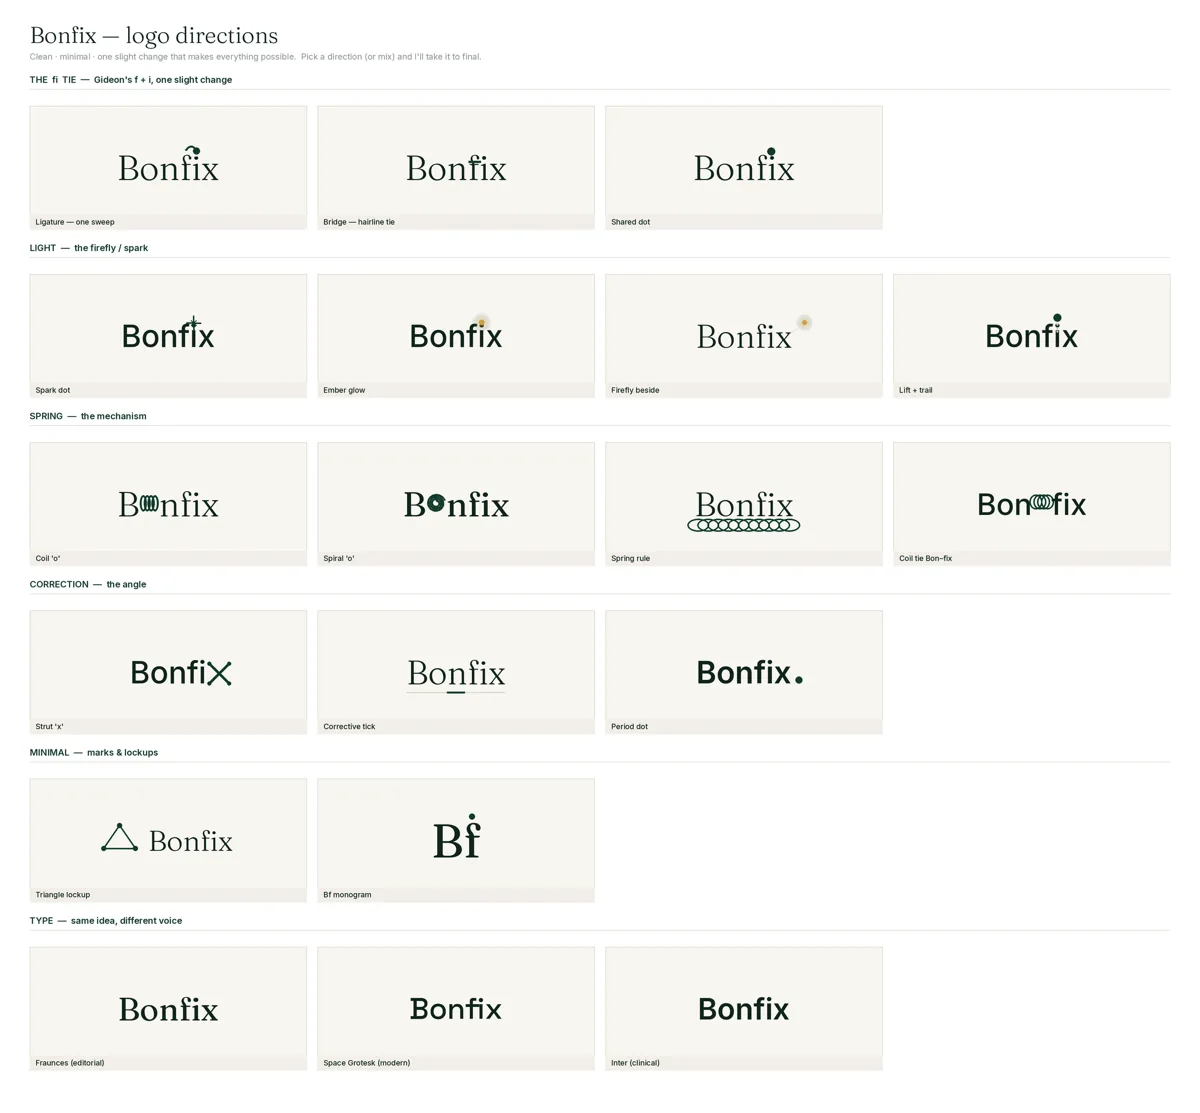 Bonfix — logo directions
Clean · minimal · one slight change that makes everything possible. Pick a direction (or mix) and I'll take it to final.
THE fi TIE — Gideon's f + i, one slight change
Bonfix
Bonfix
Bonfix
Ligature — one sweep
Bridge — hairline tie
Shared dot
LIGHT — the firefly / spark
Bonfix
Bonfix
Bonfix
Bonfix
Spark dot
Ember glow
Firefly beside
Lift + trail
SPRING — the mechanism
Bonfix
Bonfix
Bonfix
Bon fix
Coil 'o'
Spiral 'o'
Spring rule
Coil tie Bon–fix
CORRECTION — the angle
Bonfix
Bonfix
Bonfix.
Strut 'x'
Corrective tick
Period dot
MINIMAL — marks & lockups
Bonfix
Bf
Triangle lockup
Bf monogram
TYPE — same idea, different voice
Bonfix
Bonfix
Bonfix
Fraunces (editorial)
Space Grotesk (modern)
Inter (clinical)